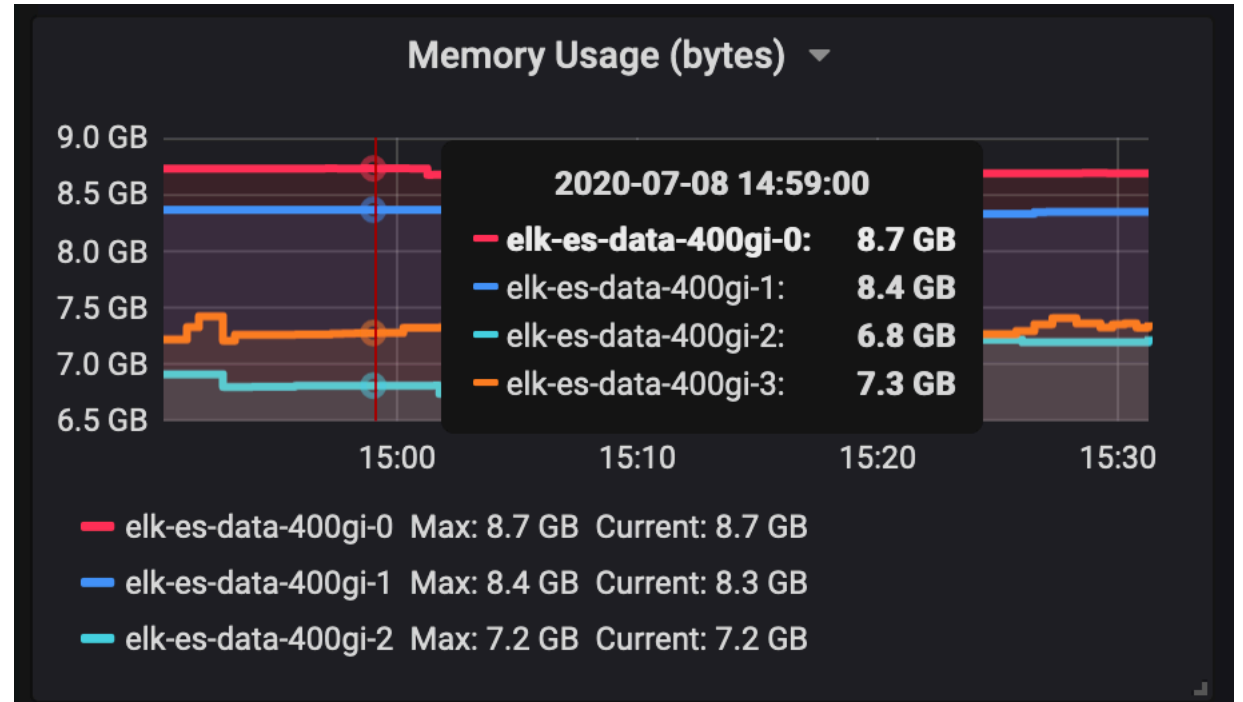 Memory Usage (bytes)
9.0 GB
8.5 GB
8.0 GB
7.5 GB
7.0 GB
6.5 GB
2020-07-08 14:59:00
elk-es-data-400gi-0: 8.7 GB
elk-es-data-400gi-1: 8.4 GB
elk-es-data-400gi-2: 6.8 GB
elk-es-data-400gi-3: 7.3 GB
15:00 15:10 15:20 15:30
elk-es-data-400gi-0 Max: 8.7 GB Current: 8.7 GB
elk-es-data-400gi-1 Max: 8.4 GB Current: 8.3 GB
elk-es-data-400gi-2 Max: 7.2 GB Current: 7.2 GB